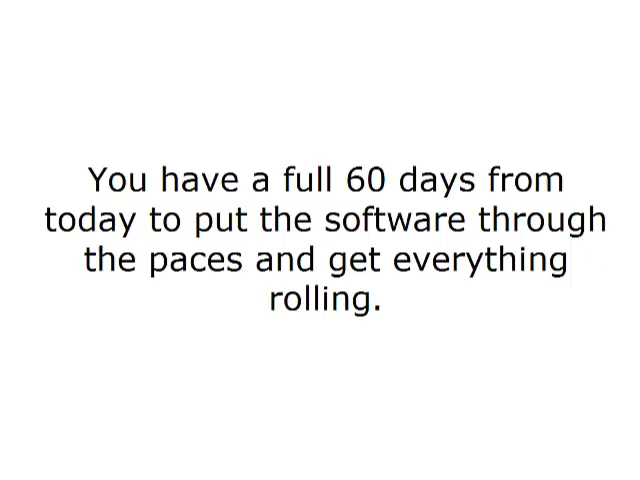 You have a full 60 days from
today to put the software through
the paces and get everything
rolling.